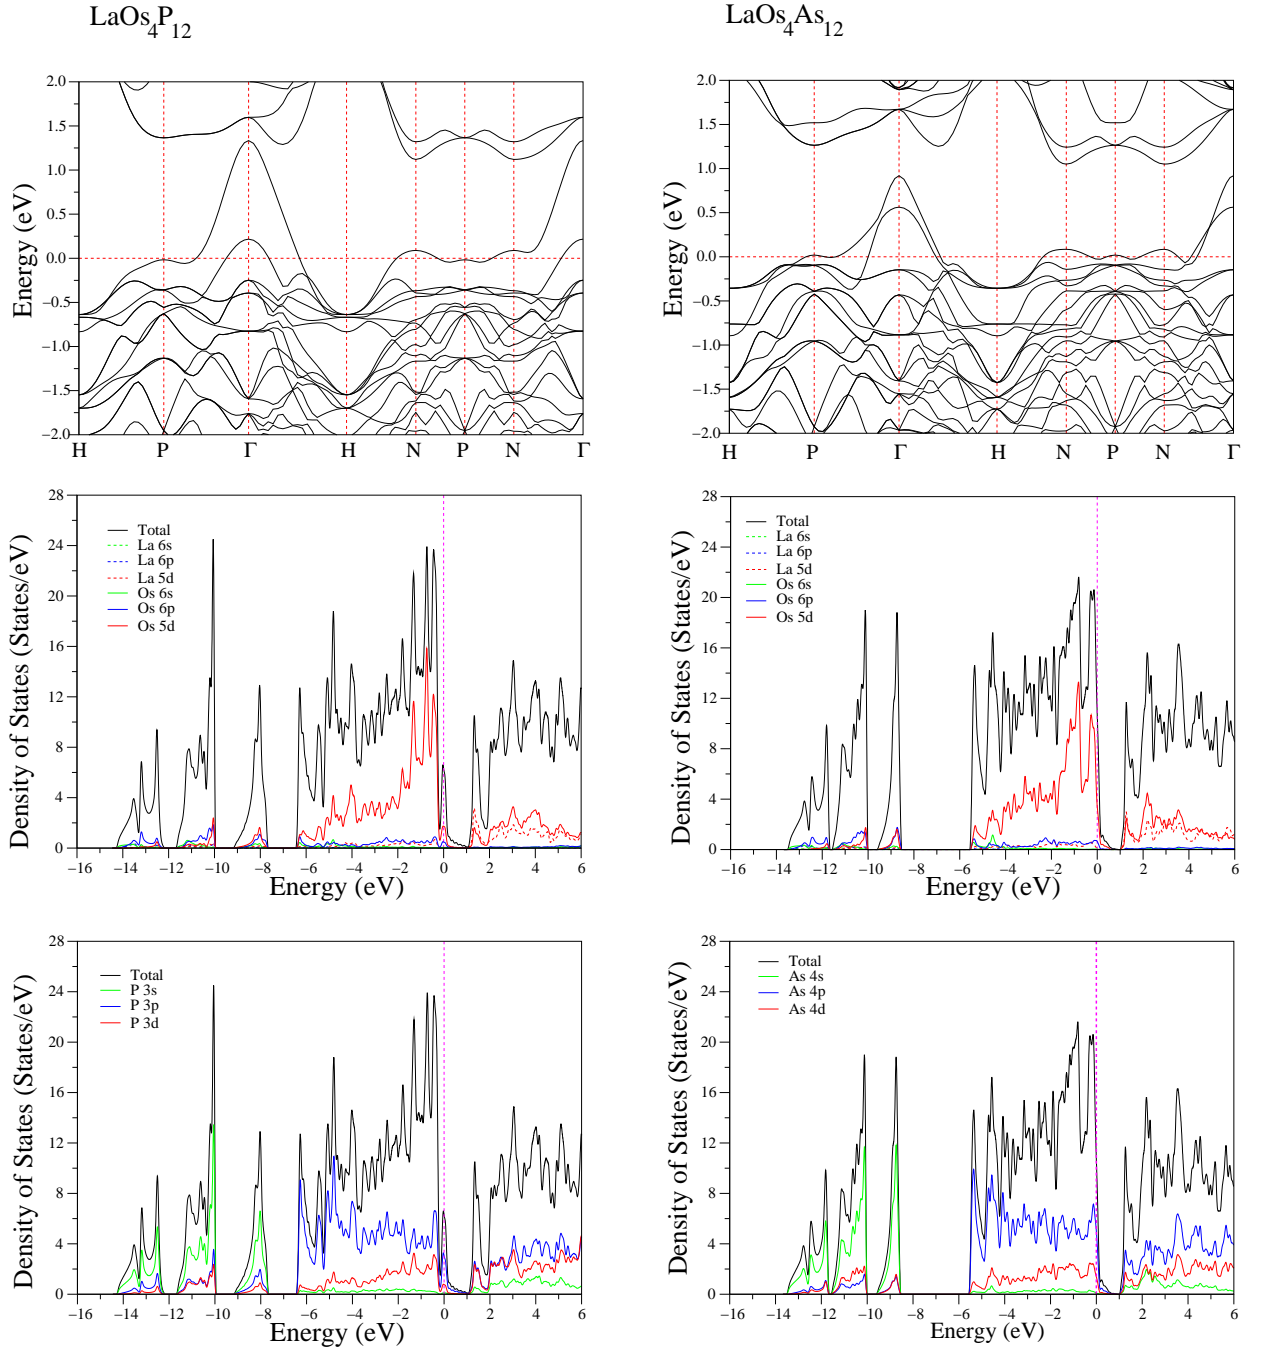 LaOs4P12
LaOs4As12
Energy (eV)
2.0
1.5
1.0
0.5
0.0
−0.5
−1.0
−1.5
−2.0
H P Γ H N P N Γ
Energy (eV)
2.0
1.5
1.0
0.5
0.0
−0.5
−1.0
−1.5
−2.0
H P Γ H N P N Γ
Density of States (States/eV)
28
24
20
16
12
8
4
0
Total
La 6s
La 6p
La 5d
Os 6s
Os 6p
Os 5d
−16 −14 −12 −10 −8 −6 −4 −2 0 2 4 6
Energy (eV)
Density of States (States/eV)
28
24
20
16
12
8
4
0
Total
La 6s
La 6p
La 5d
Os 6s
Os 6p
Os 5d
−16 −14 −12 −10 −8 −6 −4 −2 0 2 4 6
Energy (eV)
Density of States (States/eV)
28
24
20
16
12
8
4
0
Total
P 3s
P 3p
P 3d
−16 −14 −12 −10 −8 −6 −4 −2 0 2 4 6
Energy (eV)
Density of States (States/eV)
28
24
20
16
12
8
4
0
Total
As 4s
As 4p
As 4d
−16 −14 −12 −10 −8 −6 −4 −2 0 2 4 6
Energy (eV)